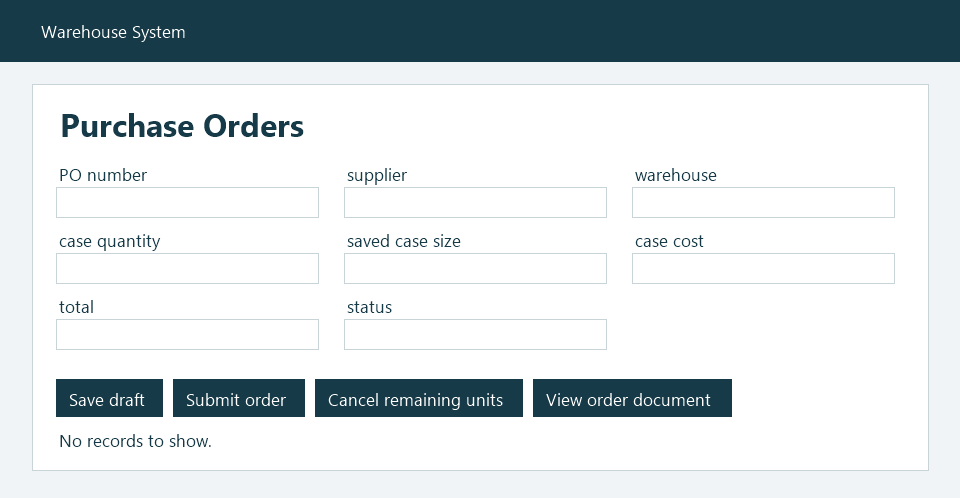 Warehouse System
Purchase Orders
PO number supplier warehouse
case quantity saved case size case cost
total status
Save draft Submit order Cancel remaining units View order document
No records to show.